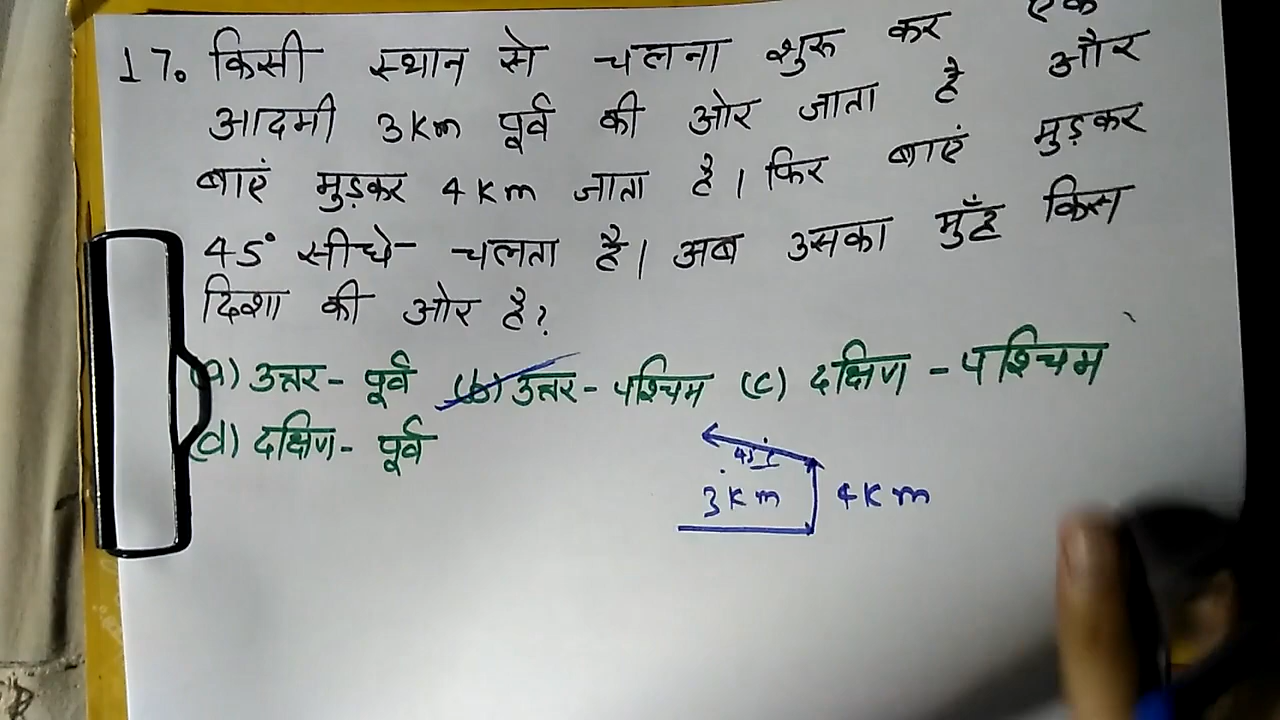 17. किसी स्थान से चलना शुरू कर एक
आदमी 3km पूर्व की ओर जाता है और
बाएं मुड़कर 4km जाता है। फिर बाएं मुड़कर
45° सीधे चलता है। अब उसका मुँह किस
दिशा की ओर है?
(a) उत्तर - पूर्व (b) उत्तर - पश्चिम (c) दक्षिण - पश्चिम
(d) दक्षिण - पूर्व
45°
3km 4km